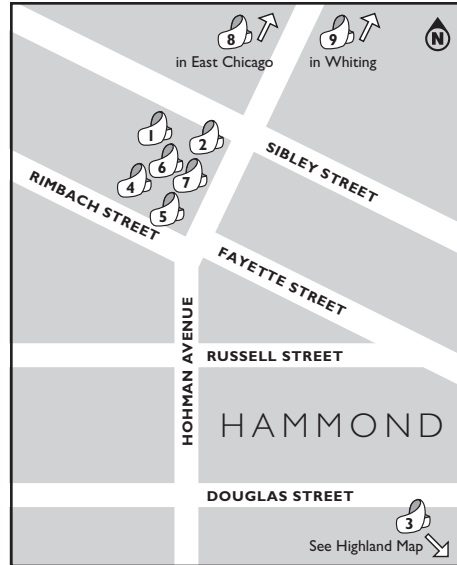 8
9
N
in East Chicago
in Whiting
1
2
SIBLEY STREET
6
4
7
5
RIMBACH STREET
FAYETTE STREET
HOHMAN AVENUE
RUSSELL STREET
HAMMOND
DOUGLAS STREET
3
See Highland Map